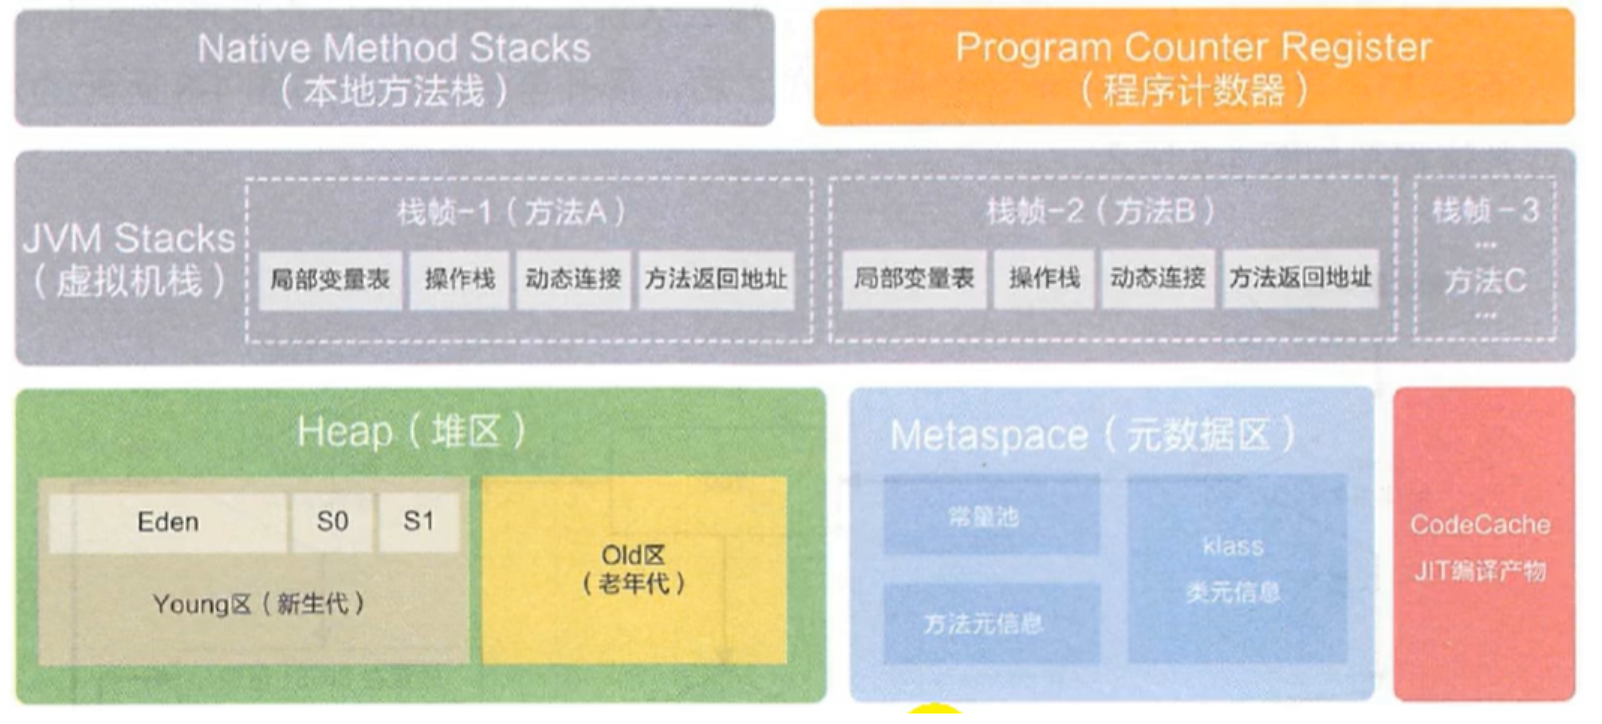 Native Method Stacks
（本地方法栈）
Program Counter Register
（程序计数器）
JVM Stacks
（虚拟机栈）
栈帧-1（方法A）
局部变量表
操作栈
动态连接
方法返回地址
栈帧-2（方法B）
局部变量表
操作栈
动态连接
方法返回地址
栈帧-3
...
方法C
...
Heap（堆区）
Eden
S0
S1
Young区（新生代）
Old区
（老年代）
Metaspace（元数据区）
常量池
方法元信息
klass
类元信息
CodeCache
JIT编译产物